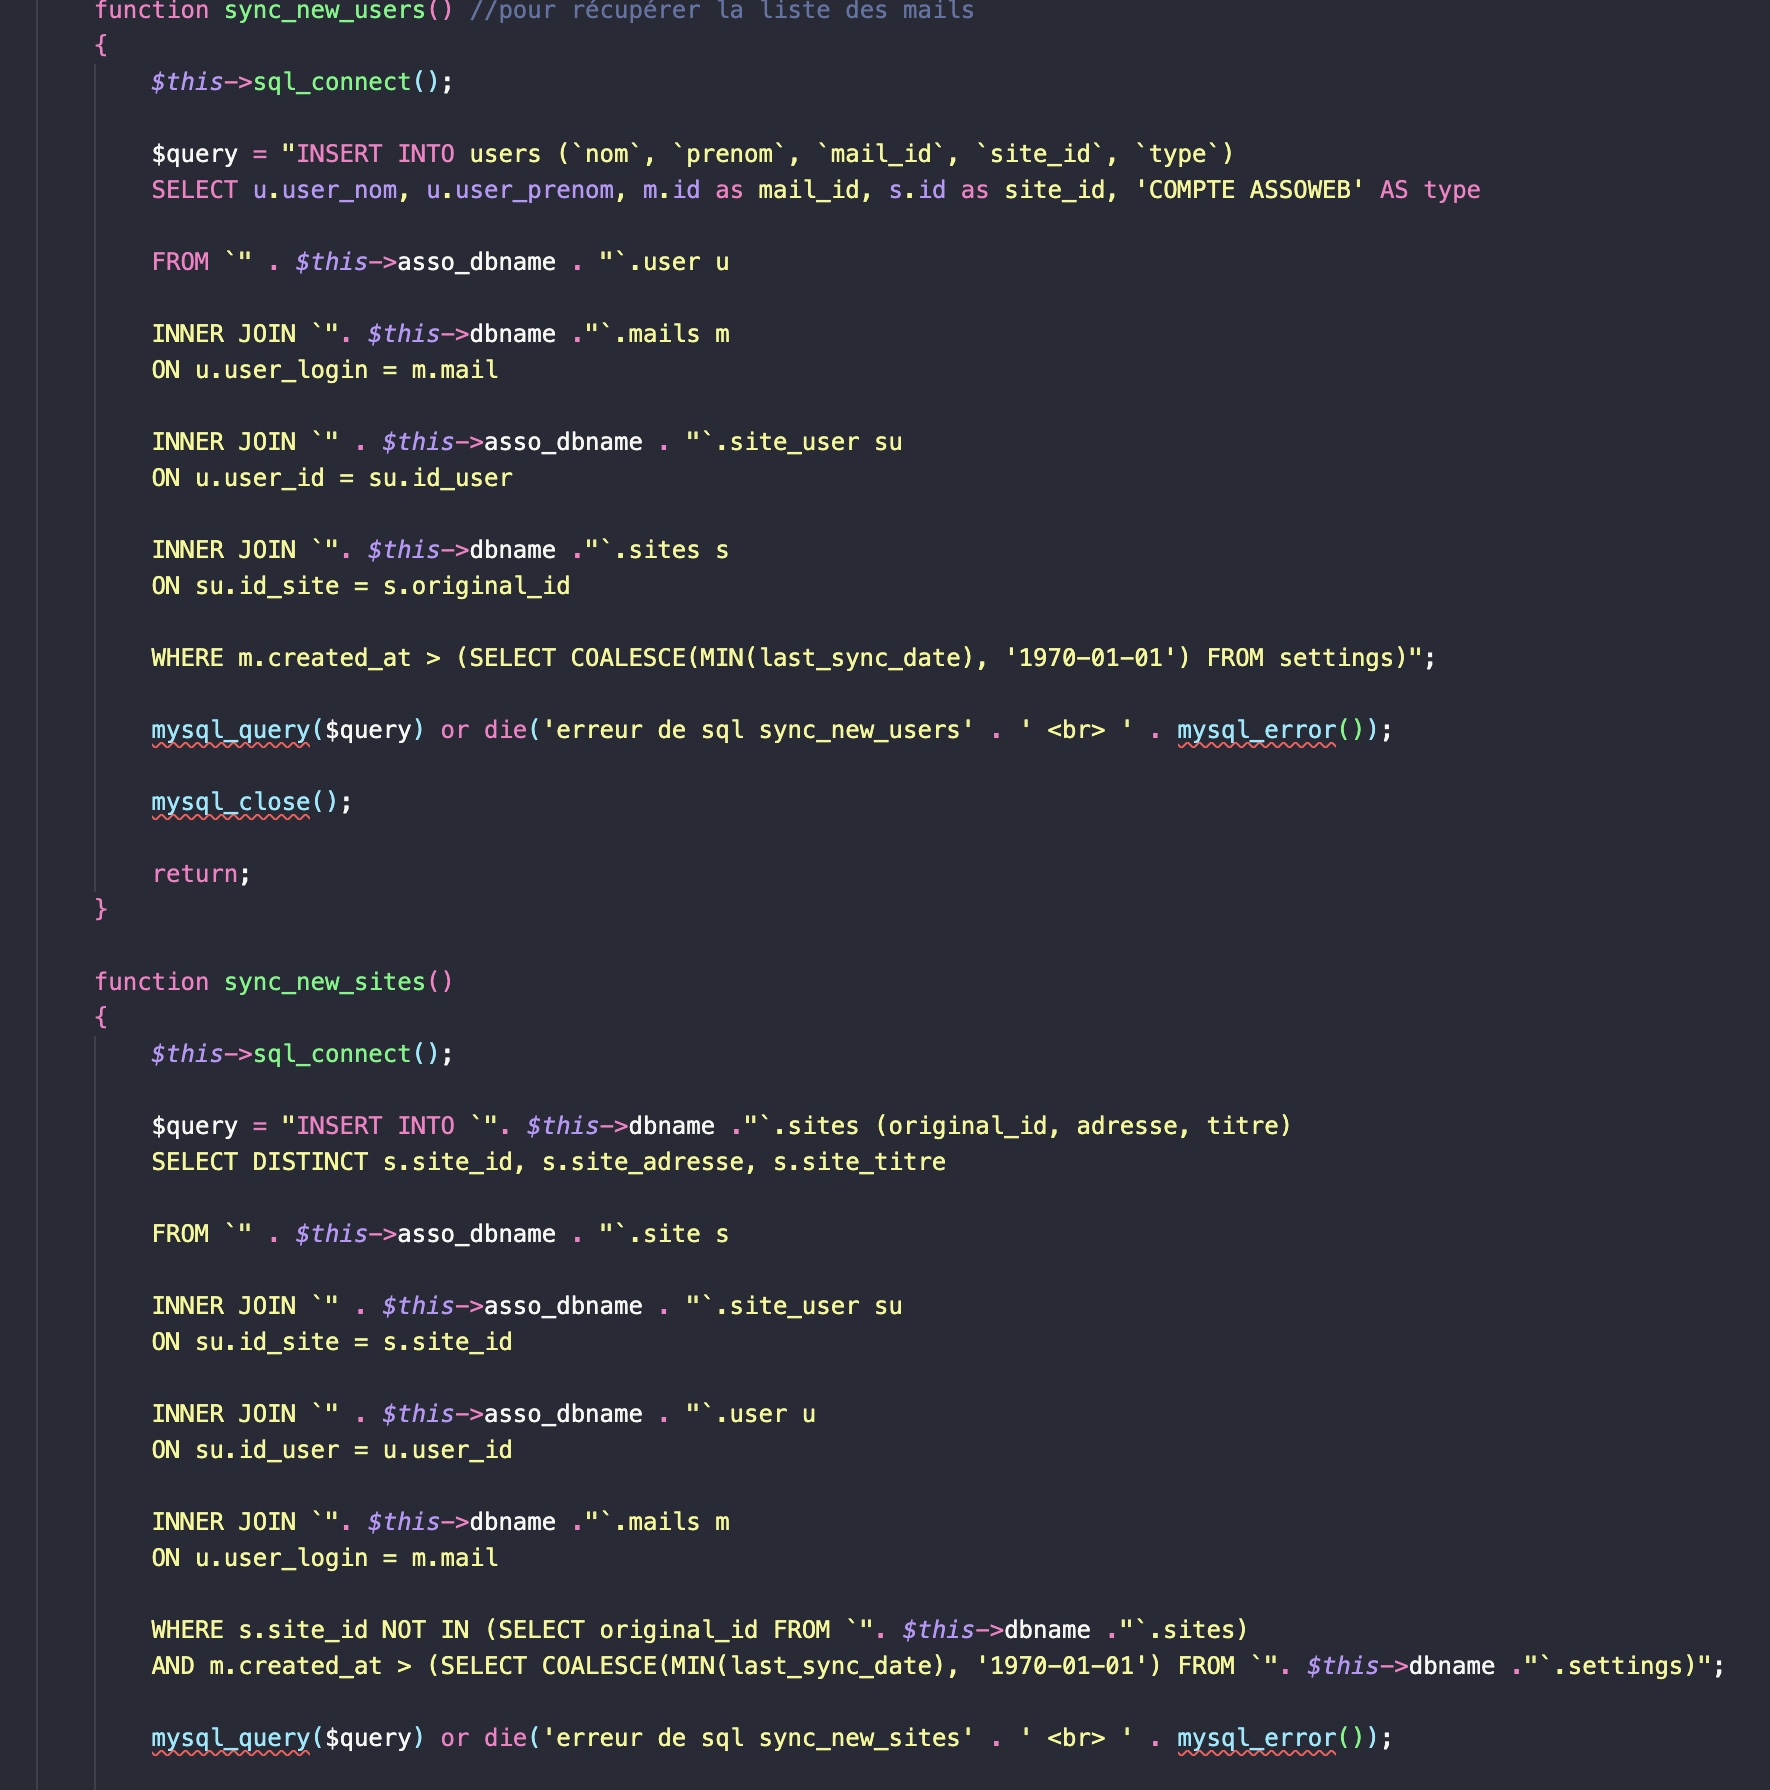 function sync_new_users() //pour récupérer la liste des mails
{
$this->sql_connect();
$query = "INSERT INTO users (`nom`, `prenom`, `mail_id`, `site_id`, `type`)
SELECT u.user_nom, u.user_prenom, m.id as mail_id, s.id as site_id, 'COMPTE ASSOWEB' AS type
FROM `" . $this->asso_dbname . "`.user u
INNER JOIN `". $this->dbname ."`.mails m
ON u.user_login = m.mail
INNER JOIN `" . $this->asso_dbname . "`.site_user su
ON u.user_id = su.id_user
INNER JOIN `". $this->dbname ."`.sites s
ON su.id_site = s.original_id
WHERE m.created_at > (SELECT COALESCE(MIN(last_sync_date), '1970-01-01') FROM settings)";
mysql_query($query) or die('erreur de sql sync_new_users' . ' <br> ' . mysql_error());
mysql_close();
return;
}
function sync_new_sites()
{
$this->sql_connect();
$query = "INSERT INTO `". $this->dbname ."`.sites (original_id, adresse, titre)
SELECT DISTINCT s.site_id, s.site_adresse, s.site_titre
FROM `" . $this->asso_dbname . "`.site s
INNER JOIN `" . $this->asso_dbname . "`.site_user su
ON su.id_site = s.site_id
INNER JOIN `" . $this->asso_dbname . "`.user u
ON su.id_user = u.user_id
INNER JOIN `". $this->dbname ."`.mails m
ON u.user_login = m.mail
WHERE s.site_id NOT IN (SELECT original_id FROM `". $this->dbname ."`.sites)
AND m.created_at > (SELECT COALESCE(MIN(last_sync_date), '1970-01-01') FROM `". $this->dbname ."`.settings)";
mysql_query($query) or die('erreur de sql sync_new_sites' . ' <br> ' . mysql_error());